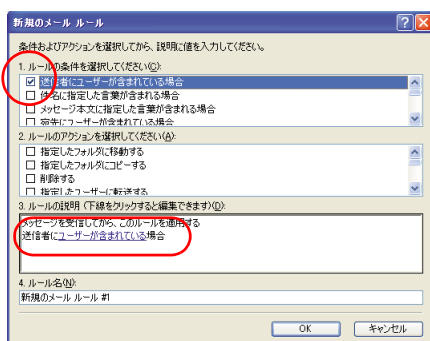 新規のメール ルール
条件およびアクションを選択してから、説明に値を入力してください。
1. ルールの条件を選択してください(C):
送信者にユーザーが含まれている場合
件名に指定した言葉が含まれる場合
メッセージ本文に指定した言葉が含まれる場合
宛先にユーザーが含まれている場合
2. ルールのアクションを選択してください(A):
指定したフォルダに移動する
指定したフォルダにコピーする
削除する
指定したユーザーに転送する
3. ルールの説明 (下線をクリックすると編集できます)(D):
メッセージを受信してから、このルールを適用する
送信者にユーザーが含まれている場合
4. ルール名(N):
新規のメール ルール #1
OK
キャンセル